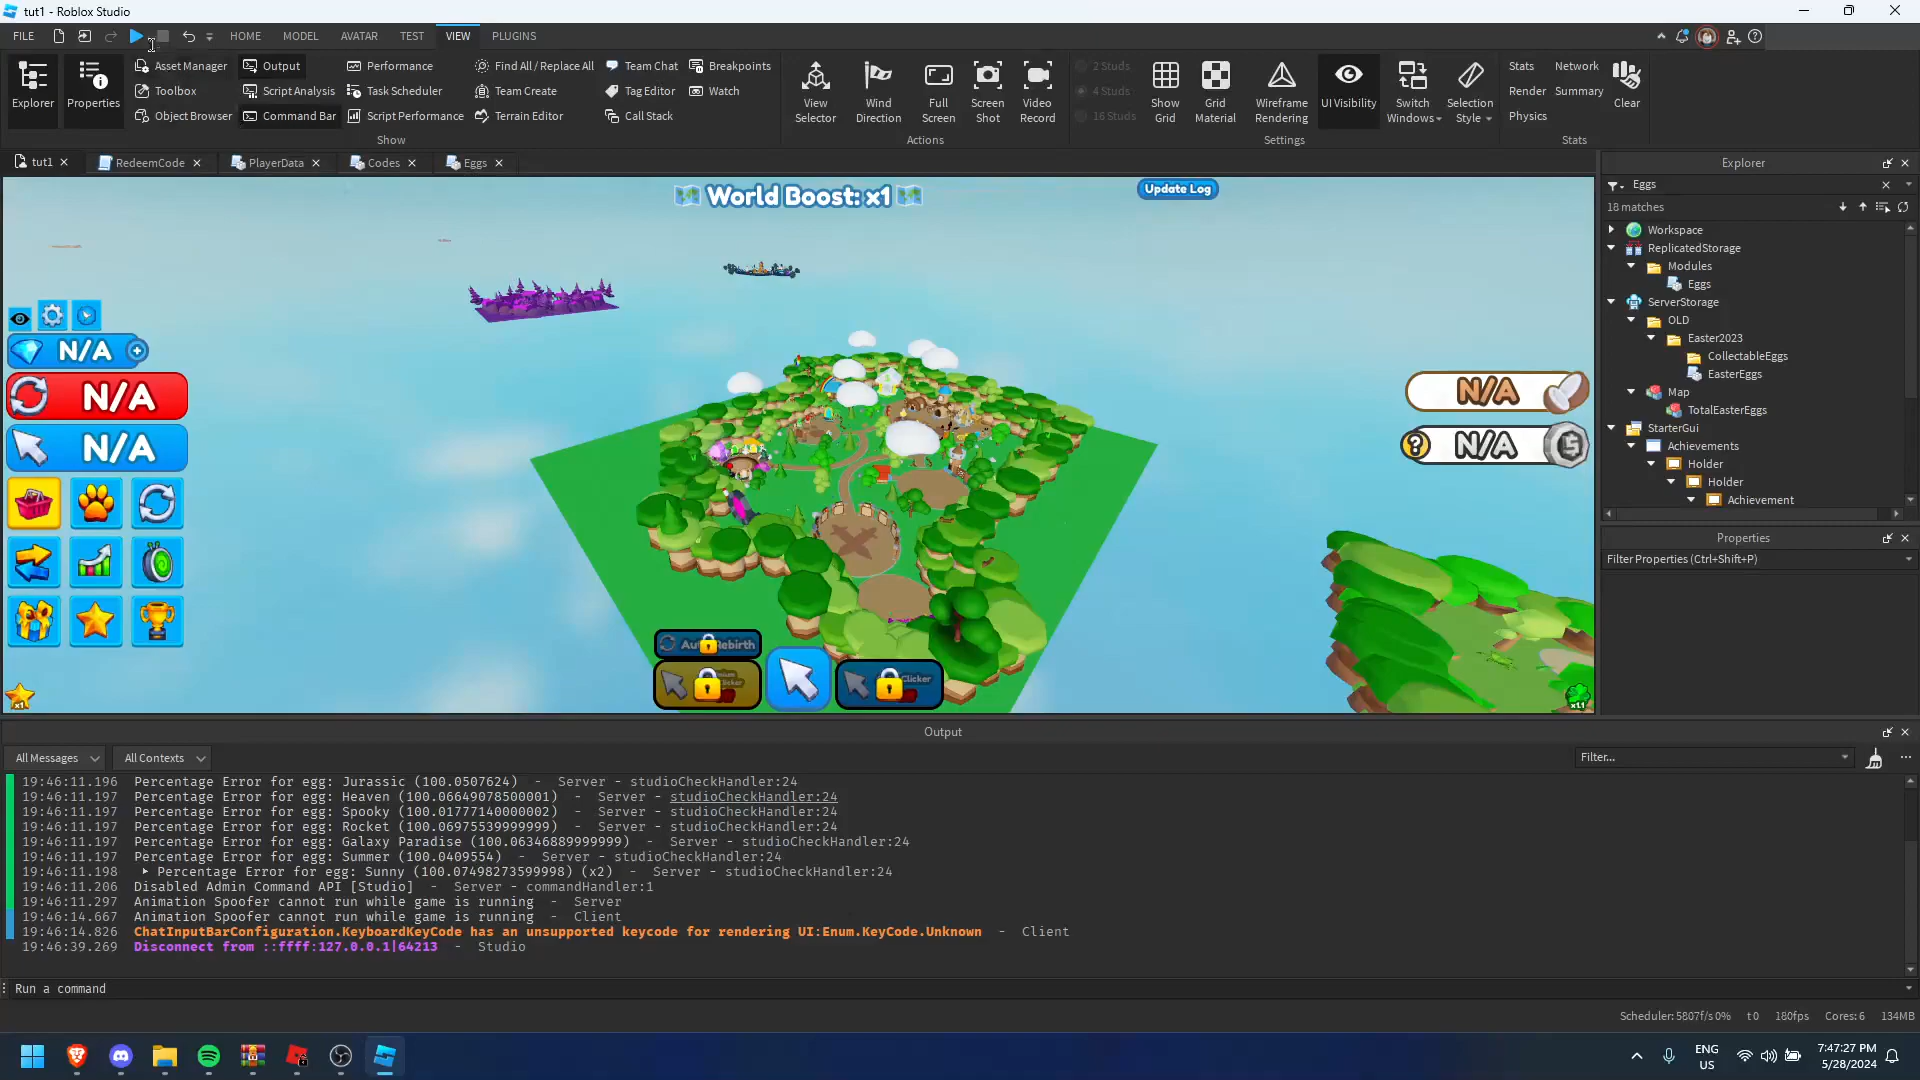 tut1 - Roblox Studio
FILE
HOME
MODEL
AVATAR
TEST
VIEW
PLUGINS
Explorer
Properties
Asset Manager
Toolbox
Object Browser
Output
Script Analysis
Command Bar
Performance
Task Scheduler
Script Performance
Find All / Replace All
Team Create
Terrain Editor
Team Chat
Tag Editor
Call Stack
Breakpoints
Watch
Show
View
Selector
Wind
Direction
Full
Screen
Screen
Shot
Video
Record
Actions
2 Studs
4 Studs
16 Studs
Show
Grid
Grid
Material
Wireframe
Rendering
UI Visibility
Switch
Windows
Selection
Style
Settings
Stats
Render
Physics
Network
Summary
Clear
Stats
tut1
RedeemCode
PlayerData
Codes
Eggs
World Boost: x1
Update Log
N/A
N/A
N/A
N/A
N/A
x1
x1.1
Explorer
Eggs
18 matches
Workspace
ReplicatedStorage
Modules
Eggs
ServerStorage
OLD
Easter2023
CollectableEggs
EasterEggs
Map
TotalEasterEggs
StarterGui
Achievements
Holder
Holder
Achievement
Properties
Filter Properties (Ctrl+Shift+P)
Output
All Messages
All Contexts
Filter...
19:46:11.196 Percentage Error for egg: Jurassic (100.0507624) - Server - studioCheckHandler:24
19:46:11.197 Percentage Error for egg: Heaven (100.06649078500001) - Server - studioCheckHandler:24
19:46:11.197 Percentage Error for egg: Spooky (100.01777140000002) - Server - studioCheckHandler:24
19:46:11.197 Percentage Error for egg: Rocket (100.06975539999999) - Server - studioCheckHandler:24
19:46:11.197 Percentage Error for egg: Galaxy Paradise (100.06346889999999) - Server - studioCheckHandler:24
19:46:11.197 Percentage Error for egg: Summer (100.0409554) - Server - studioCheckHandler:24
19:46:11.198 Percentage Error for egg: Sunny (100.07498273599998) (x2) - Server - studioCheckHandler:24
19:46:11.206 Disabled Admin Command API [Studio] - Server - commandHandler:1
19:46:11.297 Animation Spoofer cannot run while game is running - Server
19:46:14.667 Animation Spoofer cannot run while game is running - Client
19:46:14.826 ChatInputBarConfiguration.KeyboardKeyCode has an unsupported keycode for rendering UI:Enum.KeyCode.Unknown - Client
19:46:39.269 Disconnect from ::ffff:127.0.0.1|64213 - Studio
Run a command
Scheduler: 5807f/s 0% t 0 180fps Cores: 6 134MB
ENG
US
7:47:27 PM
5/28/2024